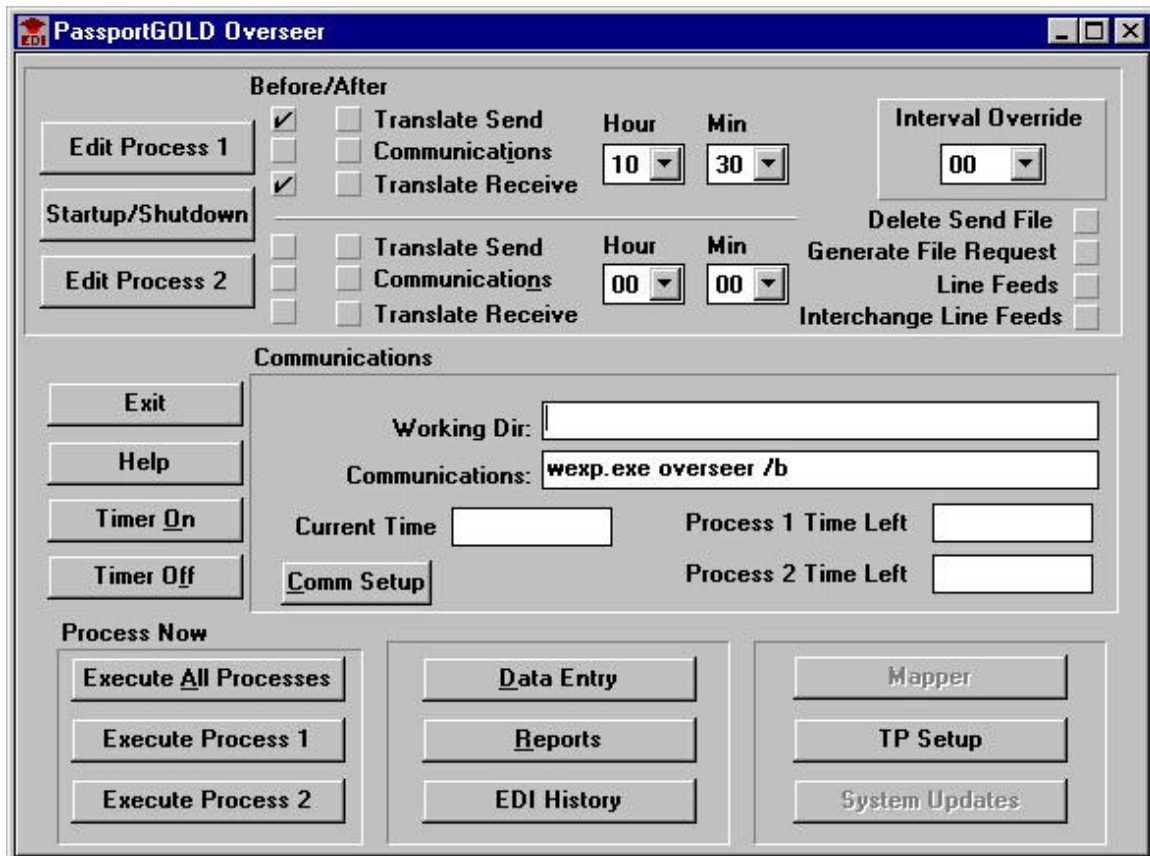 EDI PassportGOLD Overseer
Before/After
Edit Process 1
Startup/Shutdown
Edit Process 2
Translate Send
Communications
Translate Receive
Hour Min
10 30
Translate Send
Communications
Translate Receive
Hour Min
00 00
Interval Override
00
Delete Send File
Generate File Request
Line Feeds
Interchange Line Feeds
Exit
Help
Timer On
Timer Off
Communications
Working Dir:
Communications: wexp.exe overseer /b
Current Time
Process 1 Time Left
Comm Setup
Process 2 Time Left
Process Now
Execute All Processes
Execute Process 1
Execute Process 2
Data Entry
Reports
EDI History
Mapper
TP Setup
System Updates